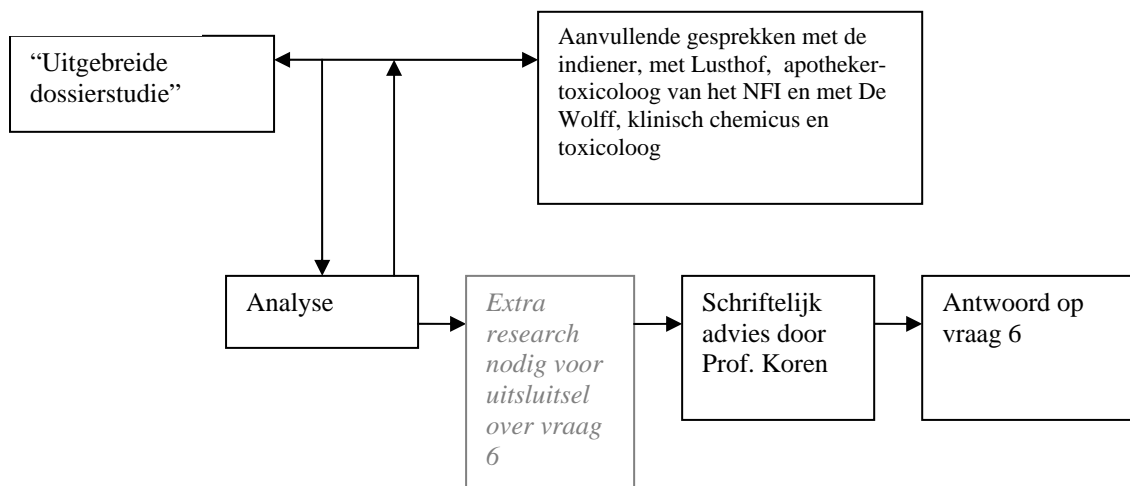 “Uitgebreide
dossierstudie”
Aanvullende gesprekken met de
indiener, met Lusthof, apotheker-
toxicoloog van het NFI en met De
Wolff, klinisch chemicus en
toxicoloog
Analyse
Extra
research
nodig voor
uitsluitsel
over vraag
6
Schriftelijk
advies door
Prof. Koren
Antwoord op
vraag 6